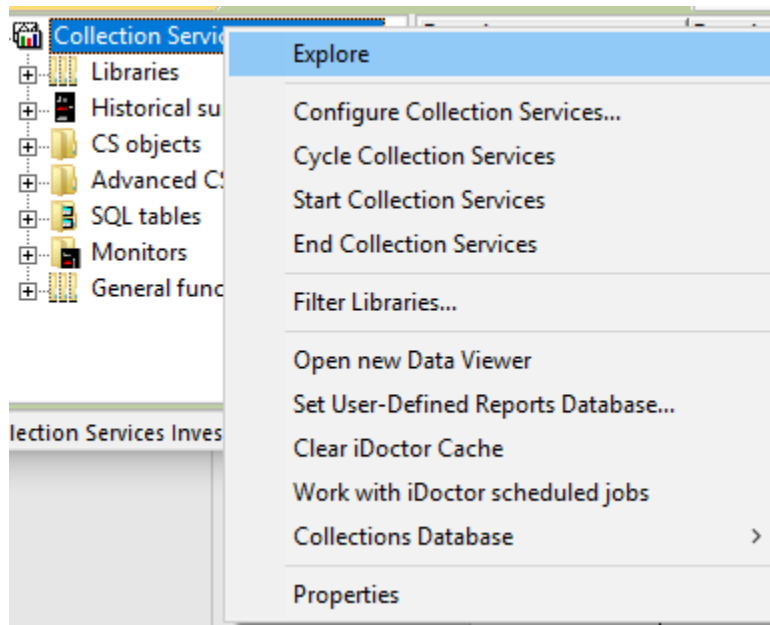 Collection Servic
Libraries
Historical su
CS objects
Advanced CS
SQL tables
Monitors
General func
lection Services Inves
Explore
Configure Collection Services...
Cycle Collection Services
Start Collection Services
End Collection Services
Filter Libraries...
Open new Data Viewer
Set User-Defined Reports Database...
Clear iDoctor Cache
Work with iDoctor scheduled jobs
Collections Database
Properties